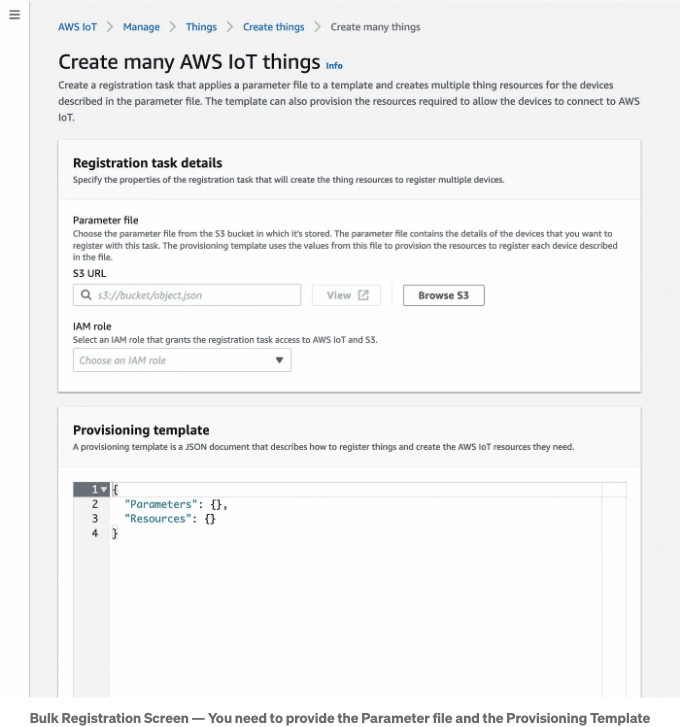 AWS IoT > Manage > Things > Create things > Create many things
Create many AWS IoT things Info
Create a registration task that applies a parameter file to a template and creates multiple thing resources for the devices
described in the parameter file. The template can also provision the resources required to allow the devices to connect to AWS
IoT.
Registration task details
Specify the properties of the registration task that will create the thing resources to register multiple devices.
Parameter file
Choose the parameter file from the S3 bucket in which it's stored. The parameter file contains the details of the devices that you want to
register with this task. The provisioning template uses the values from this file to provision the resources to register each device described
in the file.
S3 URL
s3://bucket/object.json View Browse S3
IAM role
Select an IAM role that grants the registration task access to AWS IoT and S3.
Choose an IAM role
Provisioning template
A provisioning template is a JSON document that describes how to register things and create the AWS IoT resources they need.
1 {
2 "Parameters": {},
3 "Resources": {}
4 }
Bulk Registration Screen — You need to provide the Parameter file and the Provisioning Template